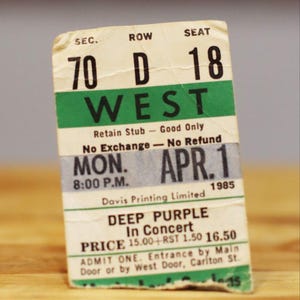 SEC. ROW SEAT
70 D 18
WEST
Retain Stub — Good Only
No Exchange — No Refund
MON. APR. 1
8:00 P.M. 1985
Davis Printing Limited
DEEP PURPLE
In Concert
PRICE 15.00+RST 1.50 16.50
ADMIT ONE. Entrance by Main
Door or by West Door, Carlton St.